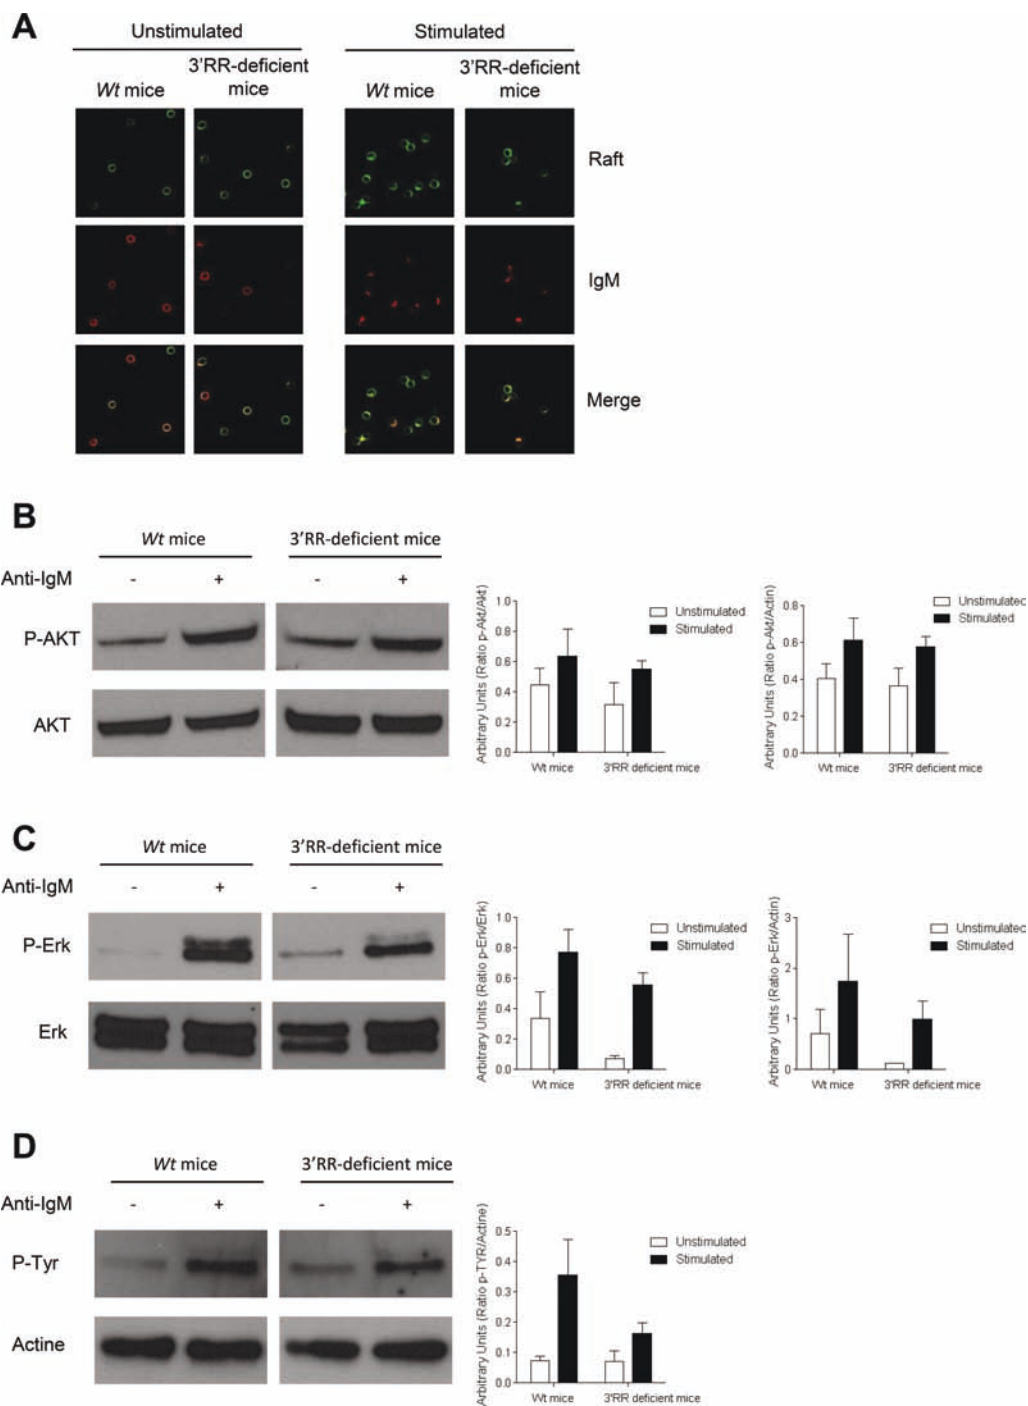 A
Unstimulated
Stimulated
Wt mice
3'RR-deficient
mice
Wt mice
3'RR-deficient
mice
Raft
IgM
Merge
B
Wt mice
3'RR-deficient mice
Anti-IgM
-
+
-
+
P-AKT
AKT
Arbitrary Units (Ratio p-Akt/Akt)
1.0
0.8
0.6
0.4
0.2
0.0
Unstimulated
Stimulated
Wt mice
3'RR deficient mice
Arbitrary Units (Ratio p-Akt/Actin)
0.8
0.6
0.4
0.2
0.0
Unstimulated
Stimulated
Wt mice
3'RR deficient mice
C
Wt mice
3'RR-deficient mice
Anti-IgM
-
+
-
+
P-Erk
Erk
Arbitrary Units (Ratio p-Erk/Erk)
1.0
0.8
0.6
0.4
0.2
0.0
Unstimulated
Stimulated
Wt mice
3'RR deficient mice
Arbitrary Units (Ratio p-Erk/Actin)
3
2
1
0
Unstimulated
Stimulated
Wt mice
3'RR deficient mice
D
Wt mice
3'RR-deficient mice
Anti-IgM
-
+
-
+
P-Tyr
Actine
Arbitrary Units (Ratio p-TYR/Actine)
0.5
0.4
0.3
0.2
0.1
0.0
Unstimulated
Stimulated
Wt mice
3'RR deficient mice